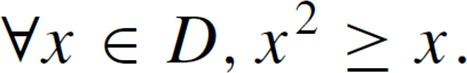 ∀x ∈ D, x² ≥ x.